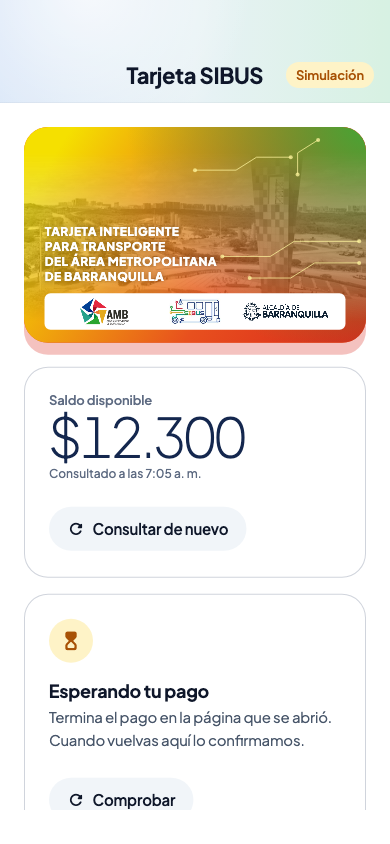 Tarjeta SIBUS
Simulación
TARJETA INTELIGENTE
PARA TRANSPORTE
DEL ÁREA METROPOLITANA
DE BARRANQUILLA
AMB
SIBUS
ALCALDÍA DE
BARRANQUILLA
Saldo disponible
$12.300
Consultado a las 7:05 a. m.
Consultar de nuevo
Esperando tu pago
Termina el pago en la página que se abrió.
Cuando vuelvas aquí lo confirmamos.
Comprobar